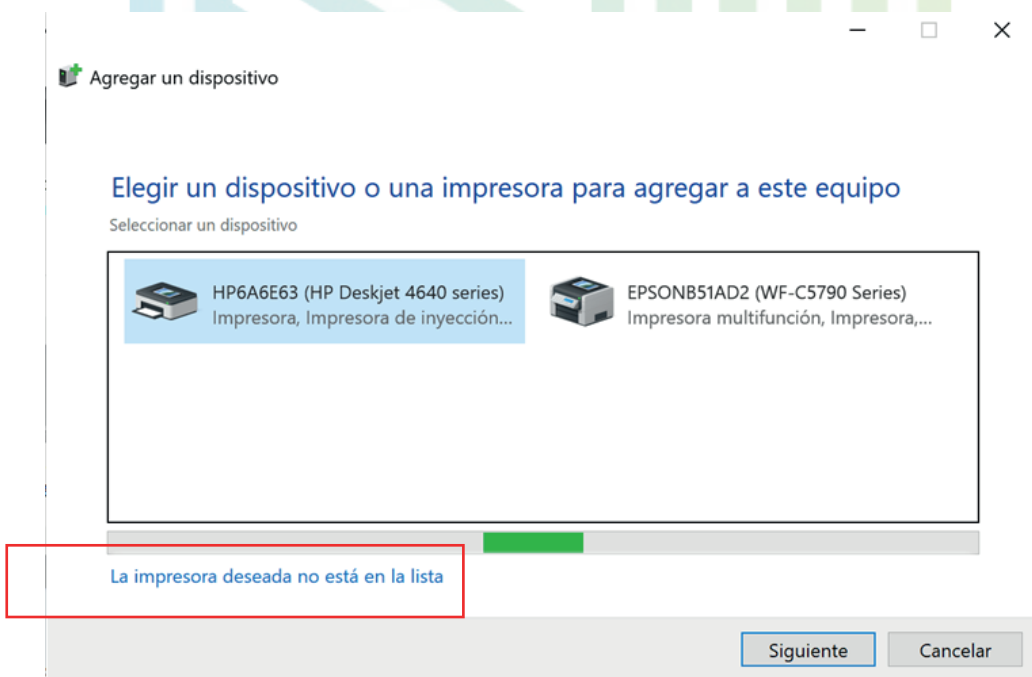 Agregar un dispositivo
Elegir un dispositivo o una impresora para agregar a este equipo
Seleccionar un dispositivo
HP6A6E63 (HP Deskjet 4640 series)
Impresora, Impresora de inyección...
EPSONB51AD2 (WF-C5790 Series)
Impresora multifunción, Impresora,...
La impresora deseada no está en la lista
Siguiente
Cancelar